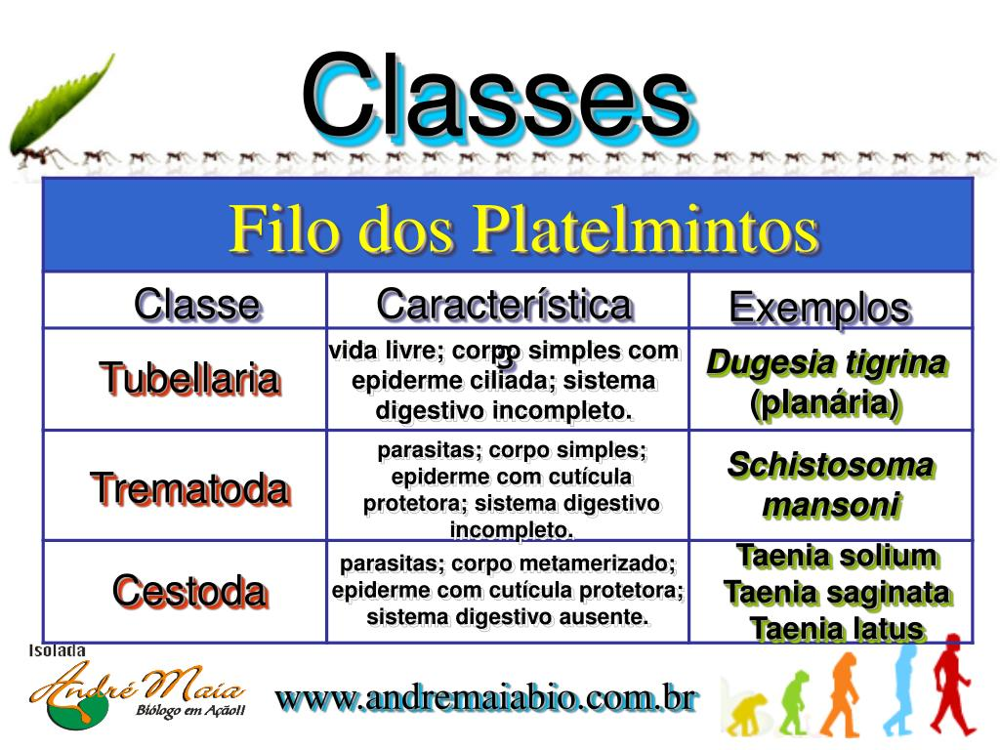 Classes
Filo dos Platelmintos
Classe
Característica
s
Exemplos
Tubellaria
vida livre; corpo simples com
epiderme ciliada; sistema
digestivo incompleto.
Dugesia tigrina
(planária)
Trematoda
parasitas; corpo simples;
epiderme com cutícula
protetora; sistema digestivo
incompleto.
Schistosoma
mansoni
Cestoda
parasitas; corpo metamerizado;
epiderme com cutícula protetora;
sistema digestivo ausente.
Taenia solium
Taenia saginata
Taenia latus
Isolada
André Maia
Biólogo em Ação!!
www.andremaiabio.com.br